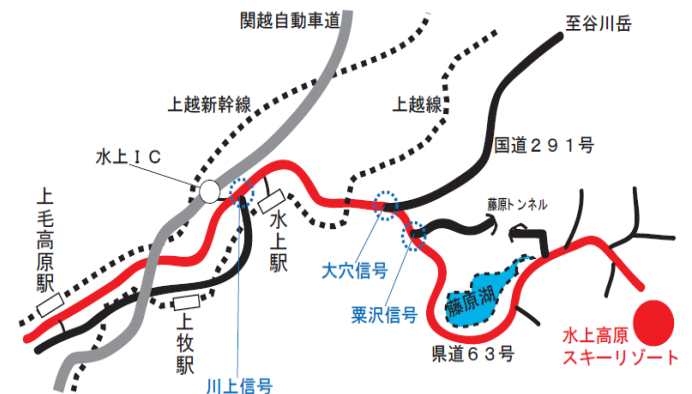 関越自動車道
至谷川岳
上越新幹線
上越線
国道２９１号
水上ＩＣ
藤原トンネル
上毛高原駅
水上駅
大穴信号
粟沢信号
藤原湖
上牧駅
県道６３号
水上高原
スキーリゾート
川上信号